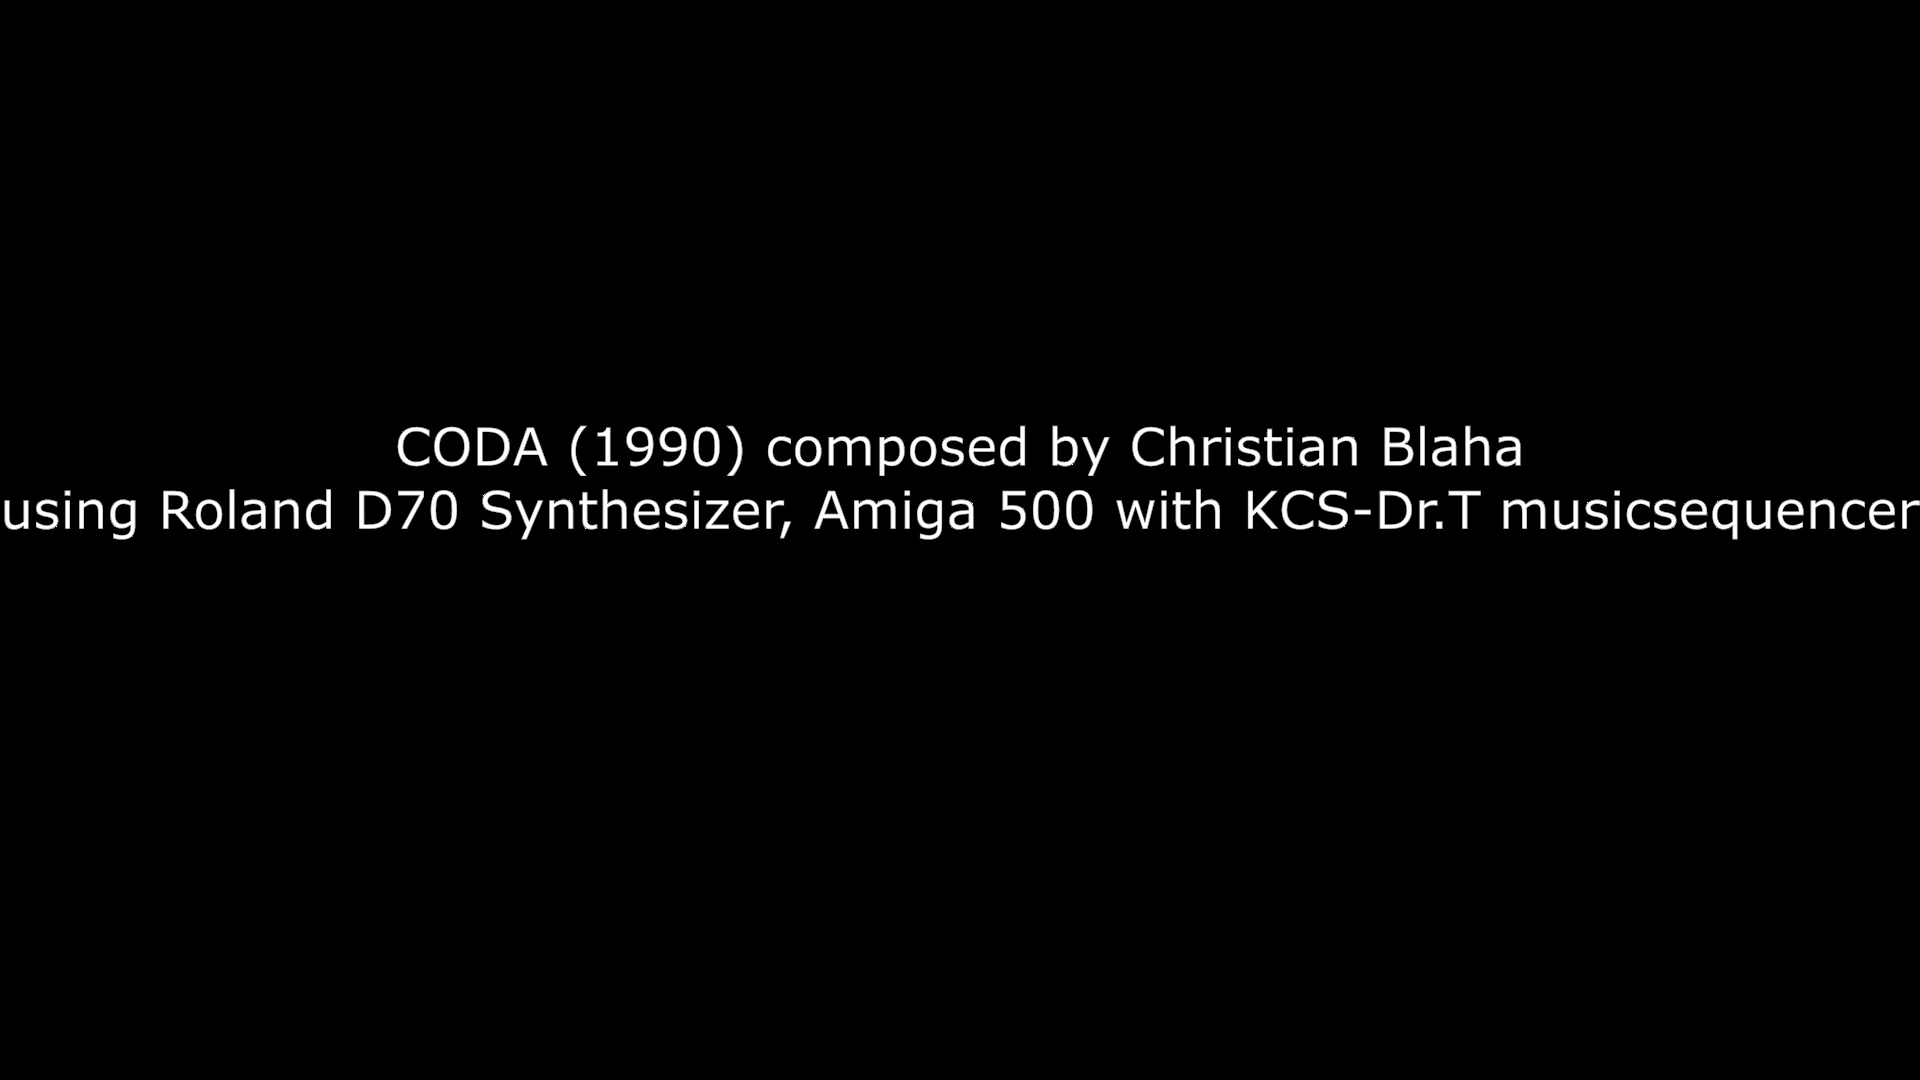 CODA (1990) composed by Christian Blaha
using Roland D70 Synthesizer, Amiga 500 with KCS-Dr.T musicsequencer